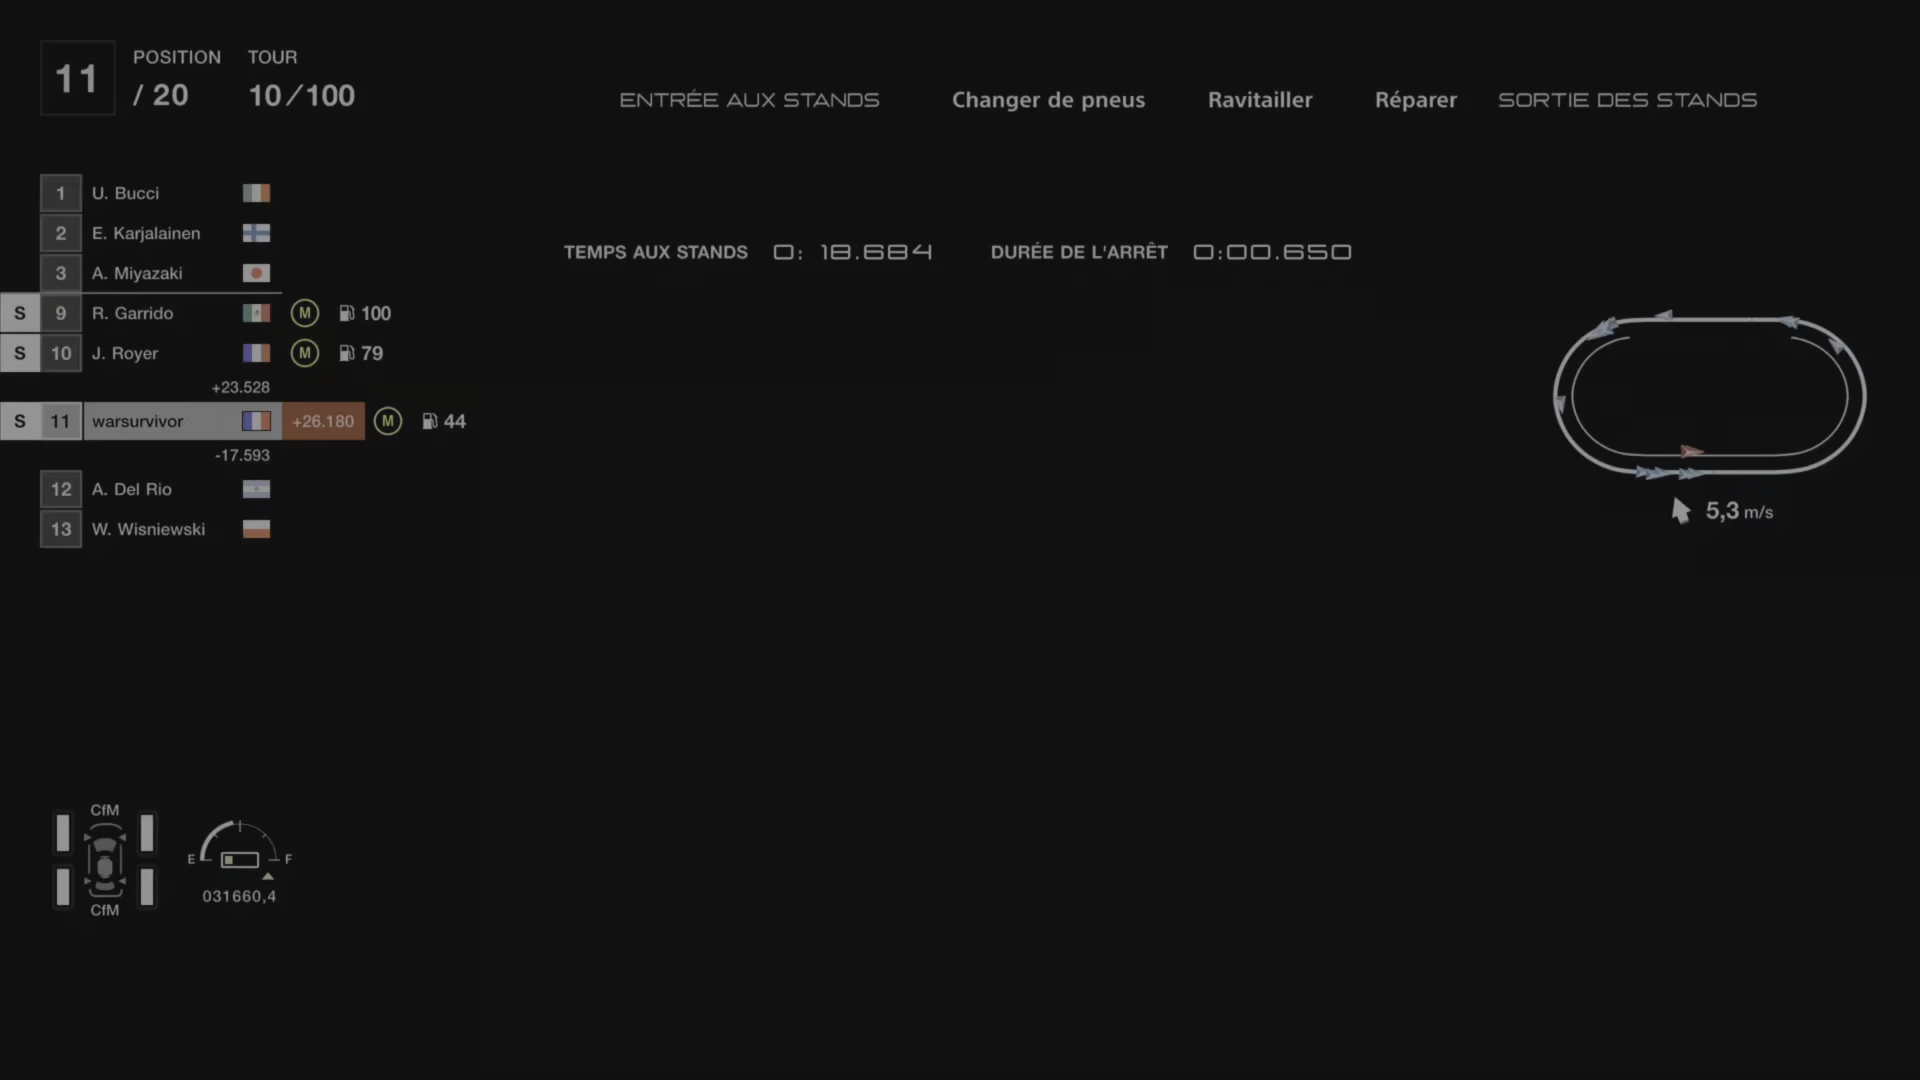 11
POSITION
/ 20
TOUR
10/100
ENTRÉE AUX STANDS
Changer de pneus
Ravitailler
Réparer
SORTIE DES STANDS
1 U. Bucci
2 E. Karjalainen
3 A. Miyazaki
S 9 R. Garrido M 100
S 10 J. Royer M 79
+23.528
S 11 warsurvivor +26.180 M 44
-17.593
12 A. Del Rio
13 W. Wisniewski
TEMPS AUX STANDS 0: 18.684
DURÉE DE L'ARRÊT 0:00.650
5,3 m/s
CfM
CfM
E F
031660,4